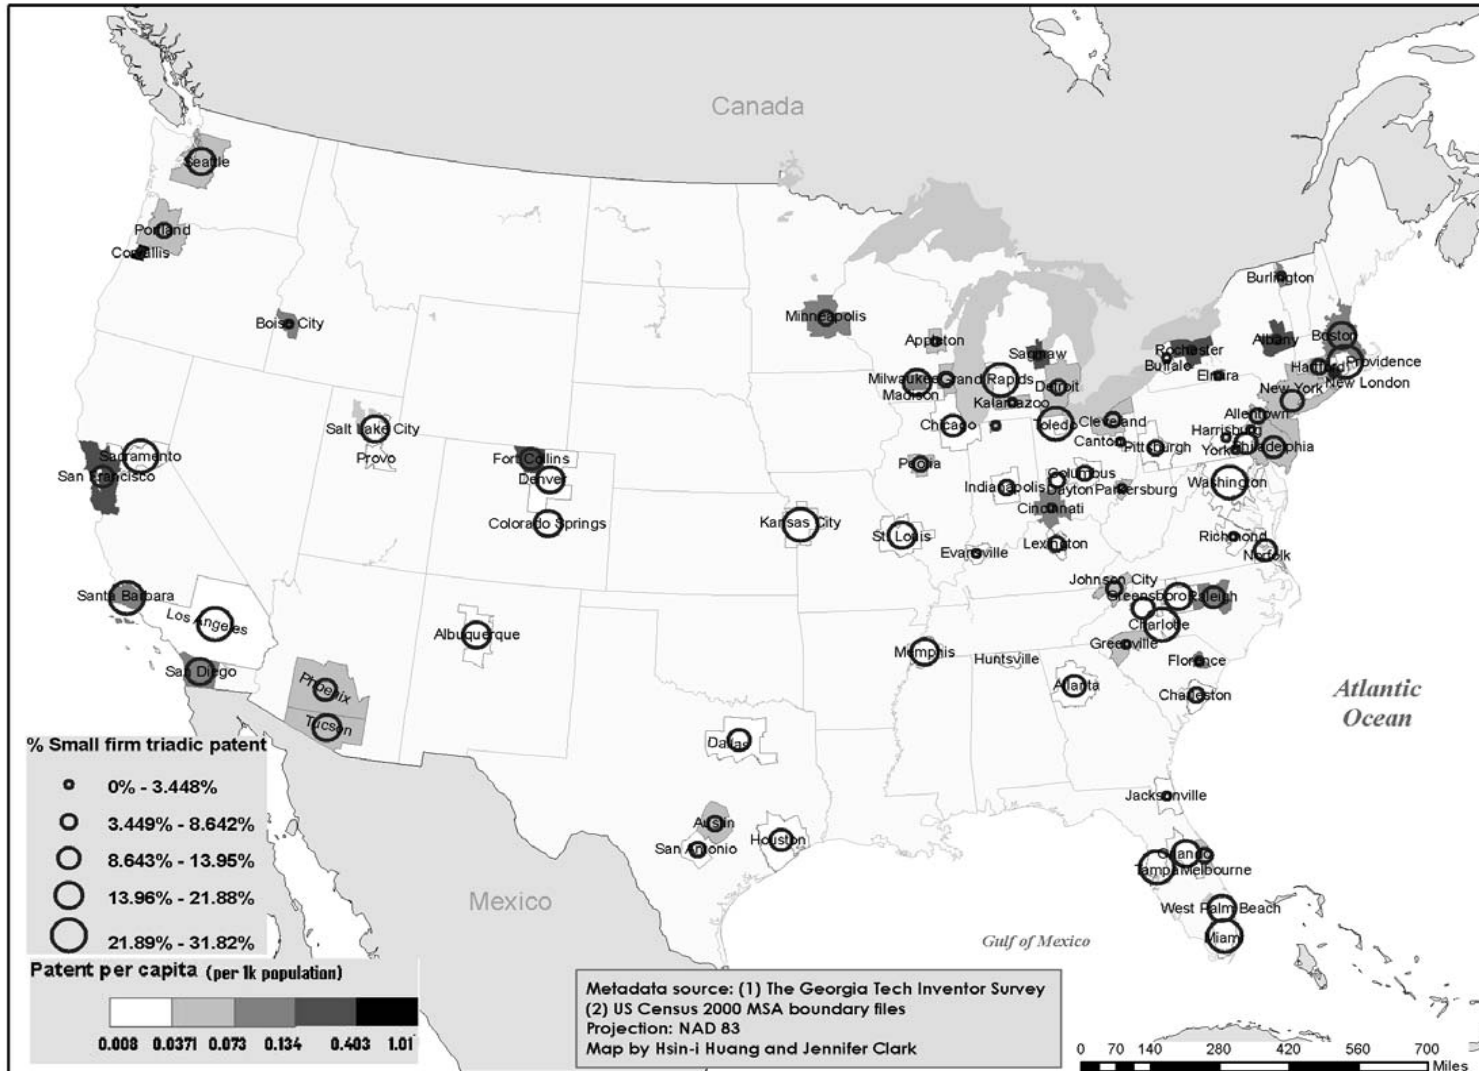 Canada
Seattle
Portland
Corvallis
Boise City
Minneapolis
Burlington
Appleton
Saginaw
Rochester
Albany
Boston
Buffalo
Elmira
Hartford
Providence
New London
Milwaukee
Grand Rapids
Madison
Detroit
Kalamazoo
New York
Allentown
Salt Lake City
Provo
Sacramento
San Francisco
Fort Collins
Denver
Colorado Springs
Chicago
Toledo
Cleveland
Canton
Pittsburgh
Harrisburg
York
Philadelphia
Peoria
Columbus
Indianapolis
Dayton
Parkersburg
Washington
Cincinnati
Kansas City
St. Louis
Evansville
Lexington
Richmond
Norfolk
Santa Barbara
Los Angeles
San Diego
Albuquerque
Phoenix
Tucson
Johnson City
Greensboro
Raleigh
Charlotte
Greenville
Memphis
Huntsville
Florence
Atlanta
Charleston
Dallas
Austin
San Antonio
Houston
Jacksonville
Orlando
Tampa
Melbourne
West Palm Beach
Miami
Mexico
Gulf of Mexico
Atlantic
Ocean
% Small firm triadic patent
0% - 3.448%
3.449% - 8.642%
8.643% - 13.95%
13.96% - 21.88%
21.89% - 31.82%
Patent per capita (per 1k population)
0.008 0.0371 0.073 0.134 0.403 1.01
Metadata source: (1) The Georgia Tech Inventor Survey
(2) US Census 2000 MSA boundary files
Projection: NAD 83
Map by Hsin-i Huang and Jennifer Clark
0 70 140 280 420 560 700
Miles